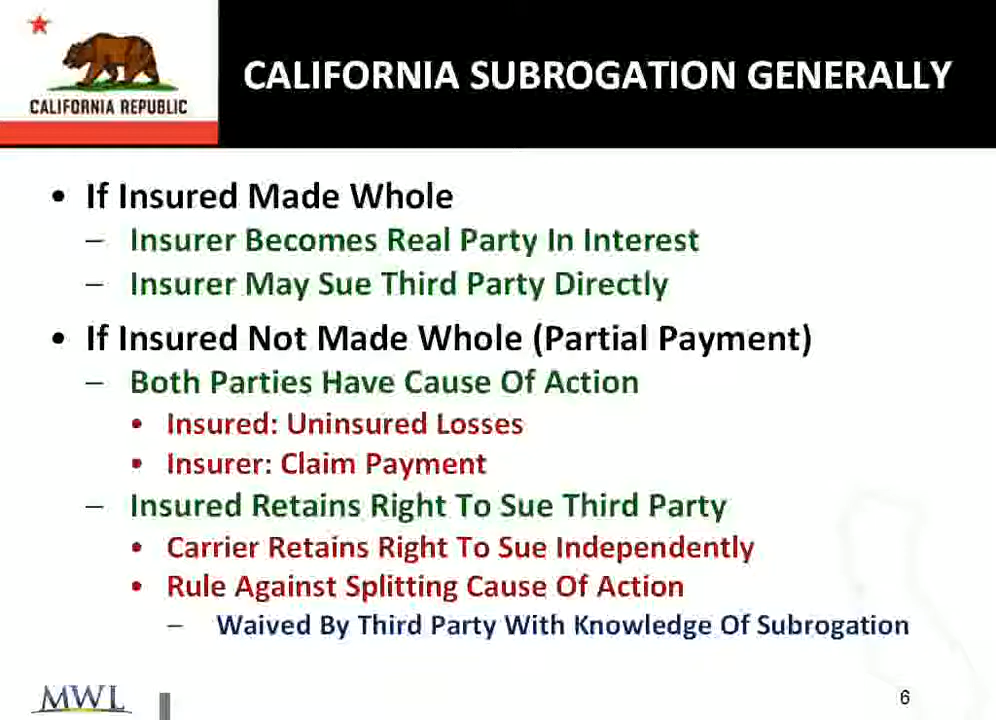 CALIFORNIA REPUBLIC
CALIFORNIA SUBROGATION GENERALLY
• If Insured Made Whole
– Insurer Becomes Real Party In Interest
– Insurer May Sue Third Party Directly
• If Insured Not Made Whole (Partial Payment)
– Both Parties Have Cause Of Action
• Insured: Uninsured Losses
• Insurer: Claim Payment
– Insured Retains Right To Sue Third Party
• Carrier Retains Right To Sue Independently
• Rule Against Splitting Cause Of Action
– Waived By Third Party With Knowledge Of Subrogation
MWL
6